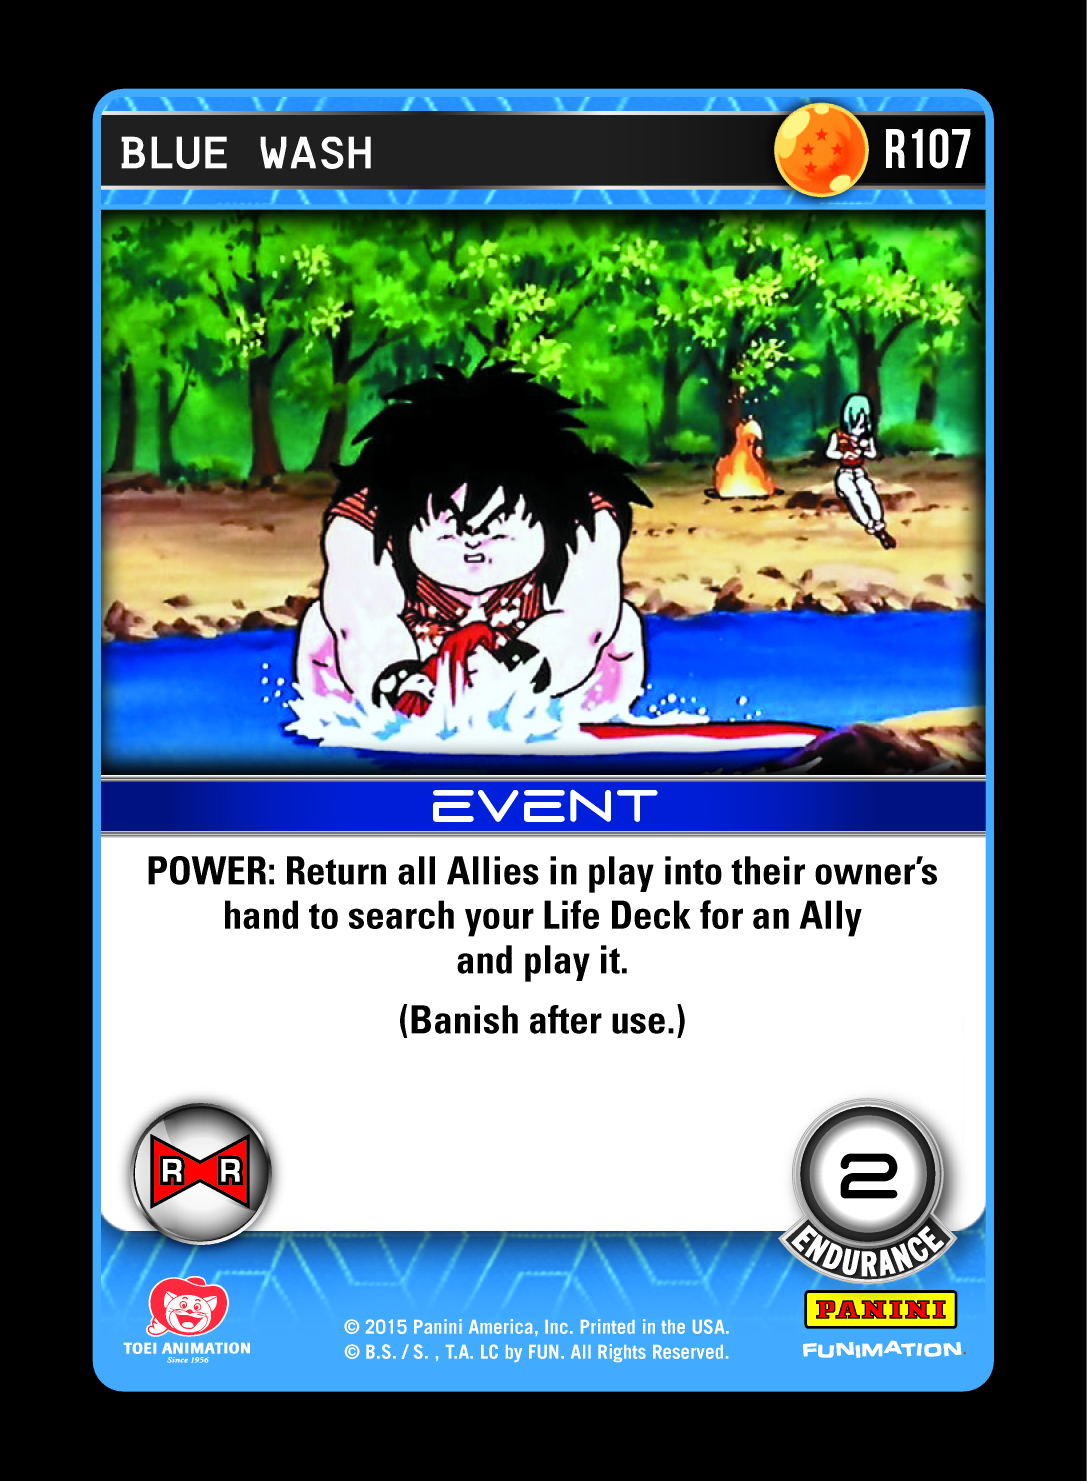 BLUE WASH
R107
EVENT
POWER: Return all Allies in play into their owner's
hand to search your Life Deck for an Ally
and play it.
(Banish after use.)
R R
2
ENDURANCE
TOEI ANIMATION
Since 1956
© 2015 Panini America, Inc. Printed in the USA.
© B.S. / S. , T.A. LC by FUN. All Rights Reserved.
PANINI
FUNIMATION